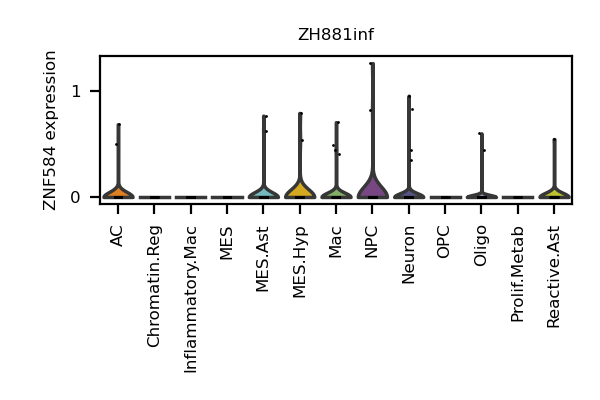 ZH881inf
ZNF584 expression
1
0
AC
Chromatin.Reg
Inflammatory.Mac
MES
MES.Ast
MES.Hyp
Mac
NPC
Neuron
OPC
Oligo
Prolif.Metab
Reactive.Ast